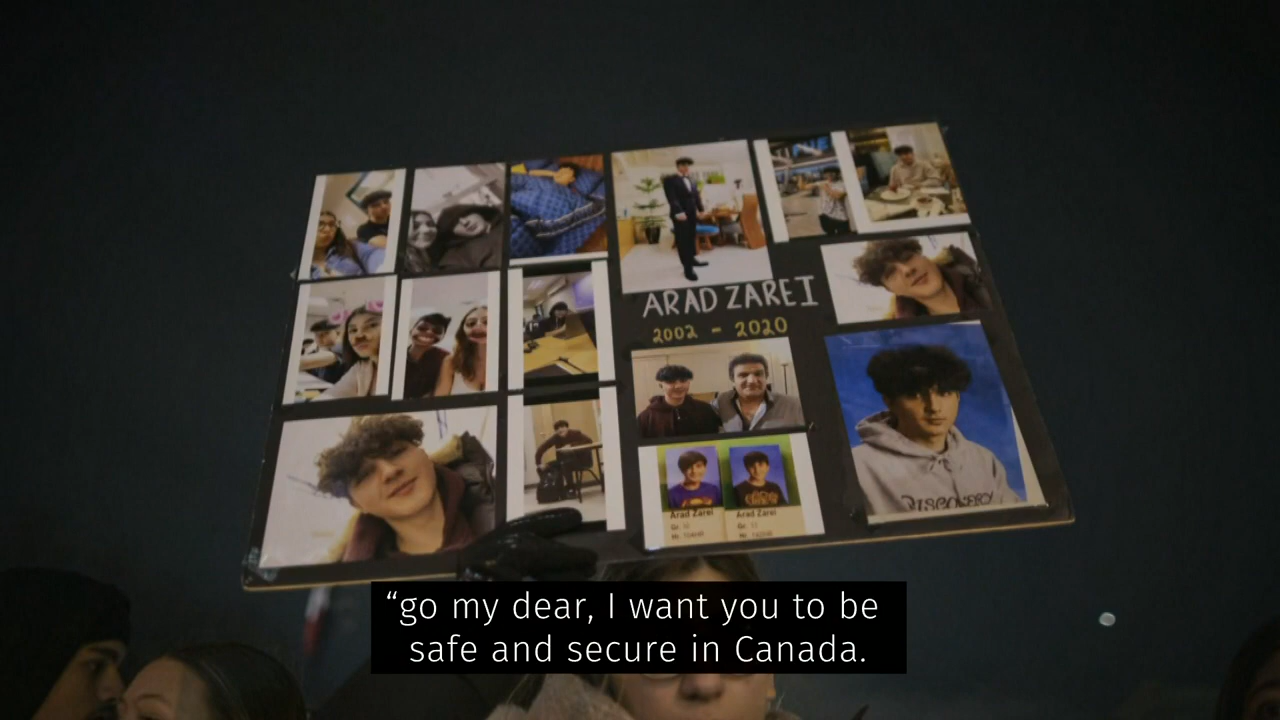 ARAD ZAREI
2002 - 2020
DISCOVERY
Arad Zarei
Arad Zarei
“go my dear, I want you to be
safe and secure in Canada.